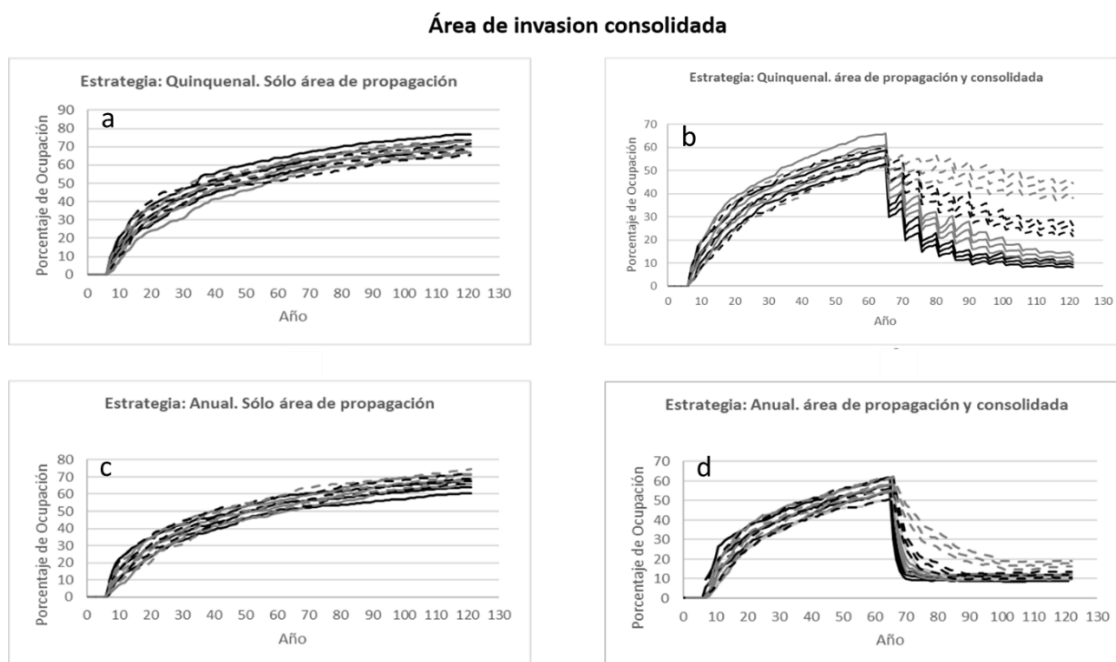 Área de invasion consolidada
Estrategia: Quinquenal. Sólo área de propagación
a
Porcentaje de Ocupación
90
80
70
60
50
40
30
20
10
0
0 10 20 30 40 50 60 70 80 90 100 110 120 130
Año
Estrategia: Quinquenal. área de propagación y consolidada
b
Porcentaje de Ocupación
70
60
50
40
30
20
10
0
0 10 20 30 40 50 60 70 80 90 100 110 120 130
Año
Estrategia: Anual. Sólo área de propagación
c
Porcentaje de Ocupación
80
70
60
50
40
30
20
10
0
0 10 20 30 40 50 60 70 80 90 100 110 120 130
Año
Estrategia: Anual. área de propagación y consolidada
d
Porcentaje de Ocupación
70
60
50
40
30
20
10
0
0 10 20 30 40 50 60 70 80 90 100 110 120 130
Año